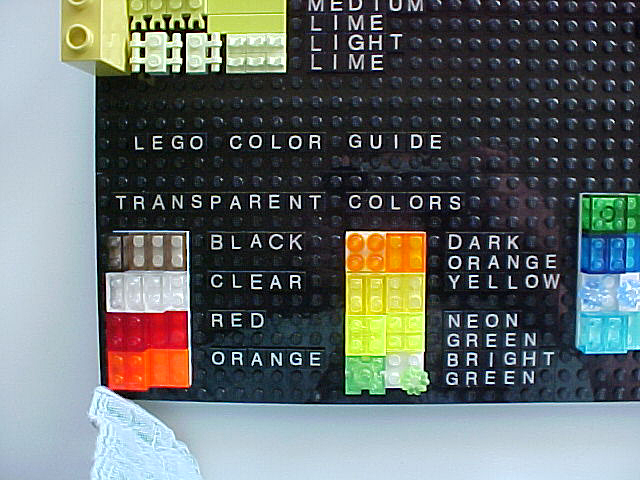 MEDIUM
LIME
LIGHT
LIME
LEGO COLOR GUIDE
TRANSPARENT COLORS
BLACK
CLEAR
RED
ORANGE
DARK
ORANGE
YELLOW
NEON
GREEN
BRIGHT
GREEN